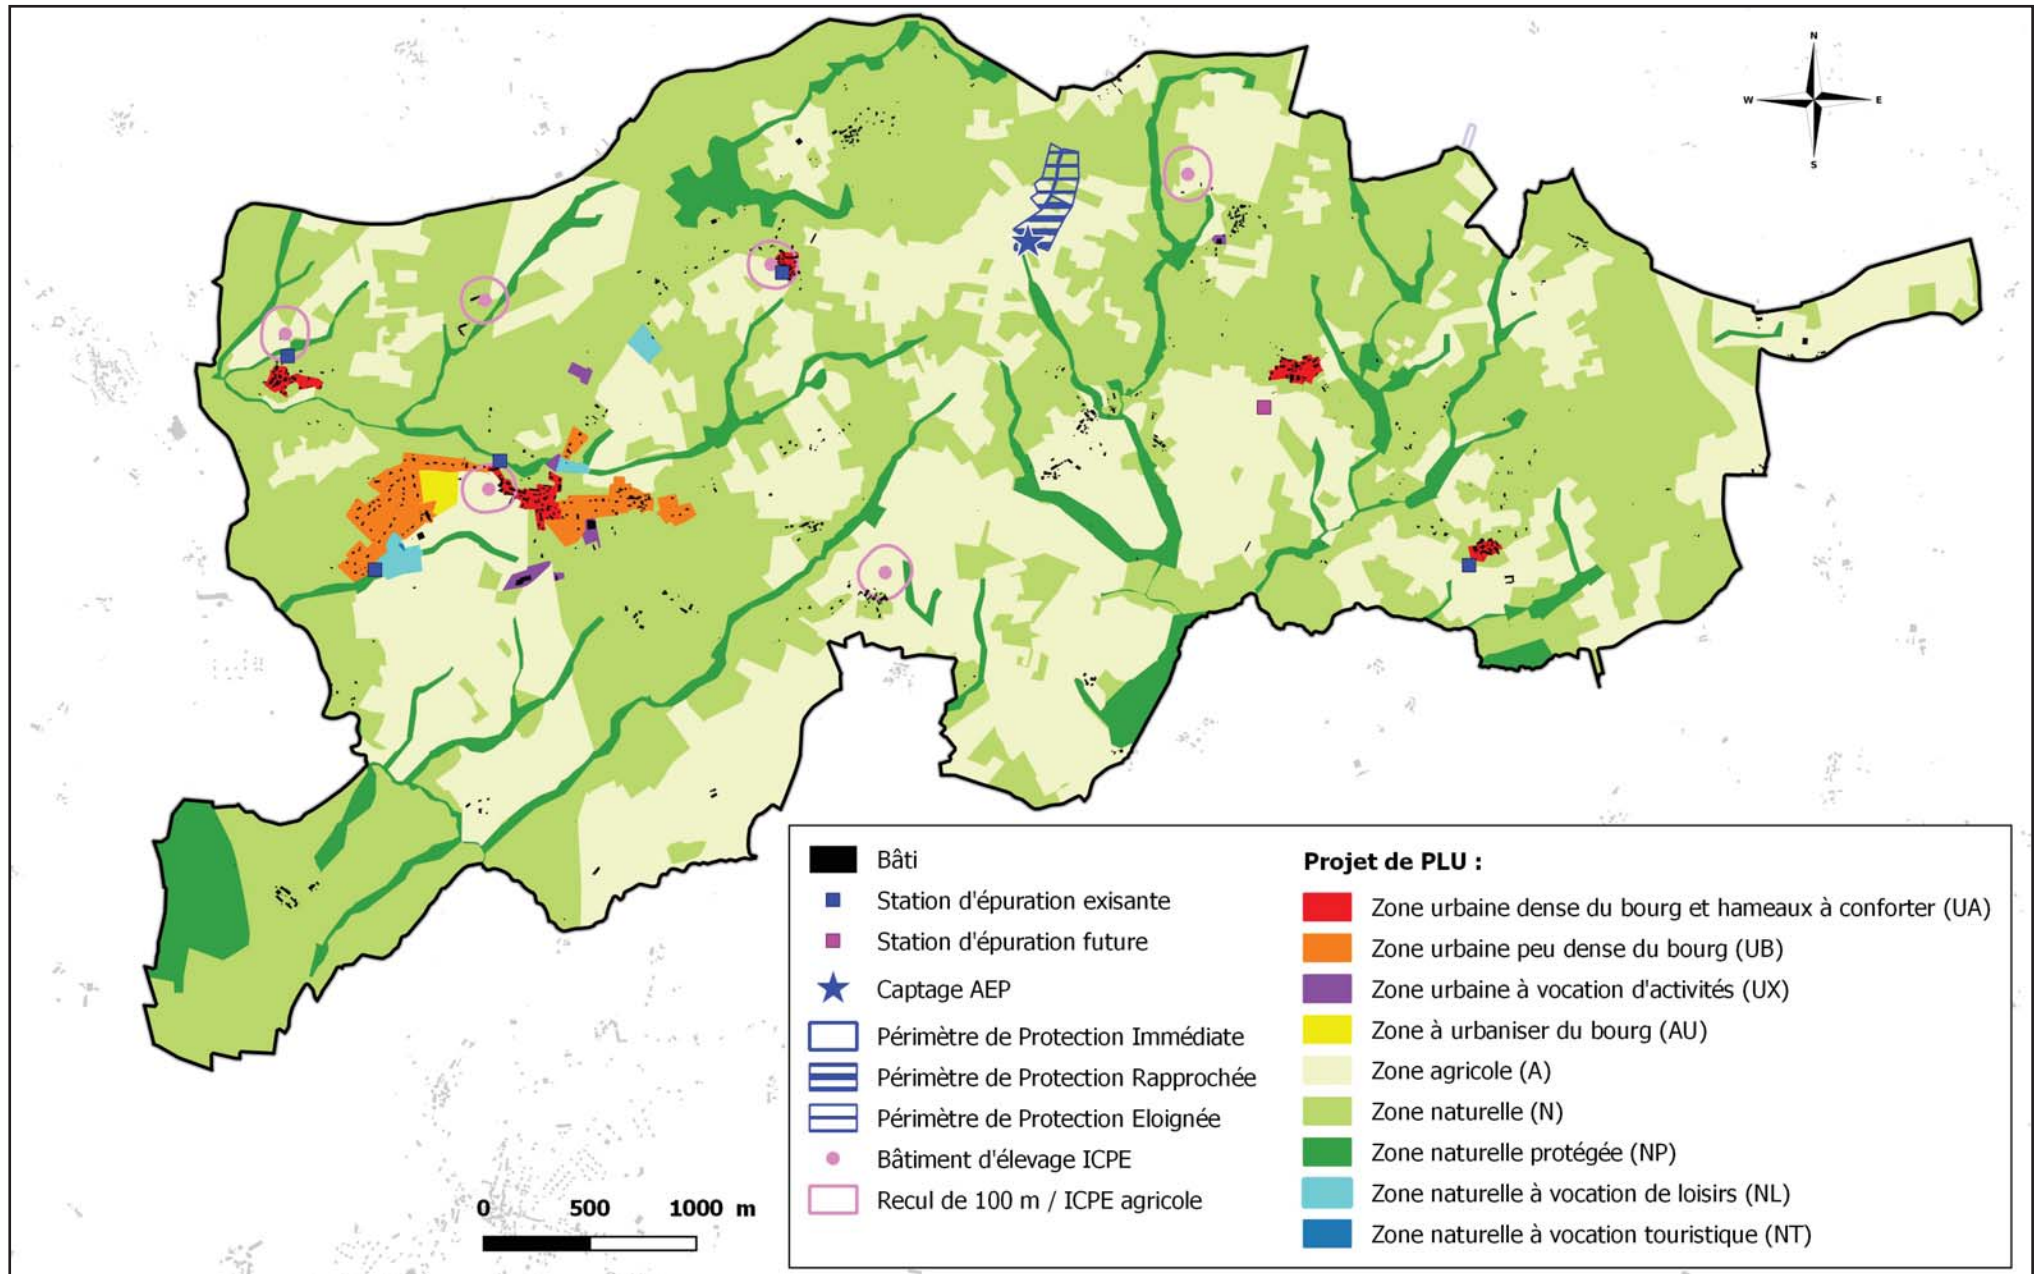 N
W E
S
Bâti
Station d'épuration exisante
Station d'épuration future
Captage AEP
Périmètre de Protection Immédiate
Périmètre de Protection Rapprochée
Périmètre de Protection Eloignée
Bâtiment d'élevage ICPE
Recul de 100 m / ICPE agricole
Projet de PLU :
Zone urbaine dense du bourg et hameaux à conforter (UA)
Zone urbaine peu dense du bourg (UB)
Zone urbaine à vocation d'activités (UX)
Zone à urbaniser du bourg (AU)
Zone agricole (A)
Zone naturelle (N)
Zone naturelle protégée (NP)
Zone naturelle à vocation de loisirs (NL)
Zone naturelle à vocation touristique (NT)
0 500 1000 m